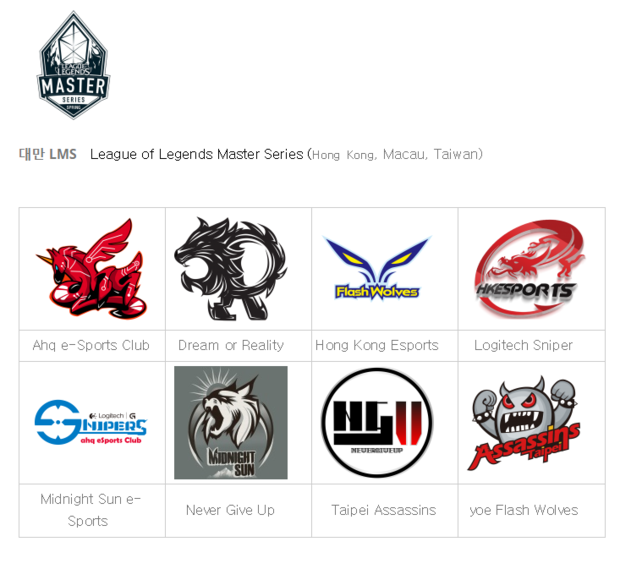 LEAGUE OF
LEGENDS
MASTER
SERIES
SPRING
대만 LMS League of Legends Master Series (Hong Kong, Macau, Taiwan)
ahq
Flash Wolves
HKESPORTS
Ahq e-Sports Club
Dream or Reality
Hong Kong Esports
Logitech Sniper
Logitech G
SNIPERS
ahq eSports Club
MIDNIGHT
SUN
NGU
NEVERGIVEUP
Assassins
Taipei
Midnight Sun e-
Sports
Never Give Up
Taipei Assassins
yoe Flash Wolves